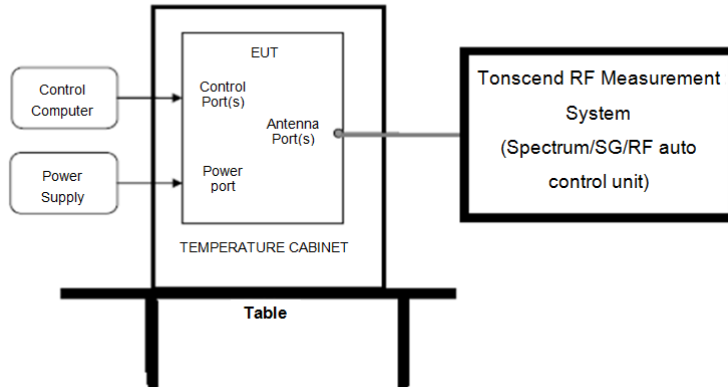 EUT
Control
Computer
Control
Port(s)
Antenna
Port(s)
Power
Supply
Power
port
TEMPERATURE CABINET
Table
Tonscend RF Measurement
System
(Spectrum/SG/RF auto
control unit)